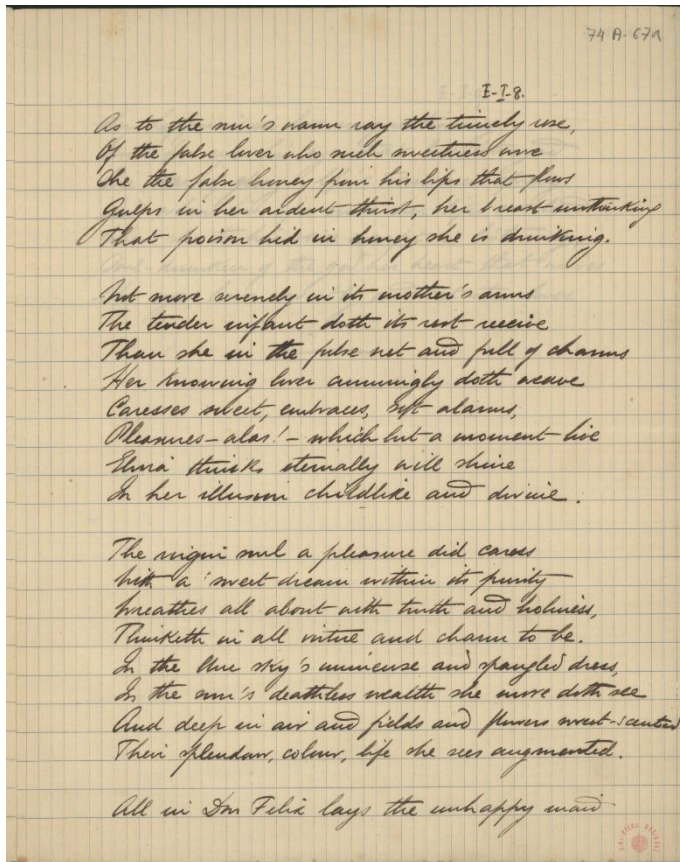 74A-67a
I-I-8.
As to the sun's warm ray the timely rose,
Of the false lover who such sweetness wove
She the false honey from his lips that flows
Gulps in her ardent thirst, her breast unthinking
That poison hid in honey she is drinking.
Not more serenely in its mother's arms
The tender infant doth its rest receive
Than she in the false net and full of charms
Her knowing lover cunningly doth weave
Caresses sweet, embraces, soft alarms,
Pleasures – alas! – which but a moment live
Elvira thinks eternally will shine
In her illusion childlike and divine.
The virgin soul a pleasure did caress
With a sweet dream within its purity
breathes all about with truth and holiness,
Thinketh in all virtue and charm to be.
In the blue sky's immense and spangled dress,
In the sun's deathless wealth she more doth see
And deep in air and fields and flowers sweet-scented
Their splendour, colour, life she sees augmented.
All in Don Felix lays the unhappy maid